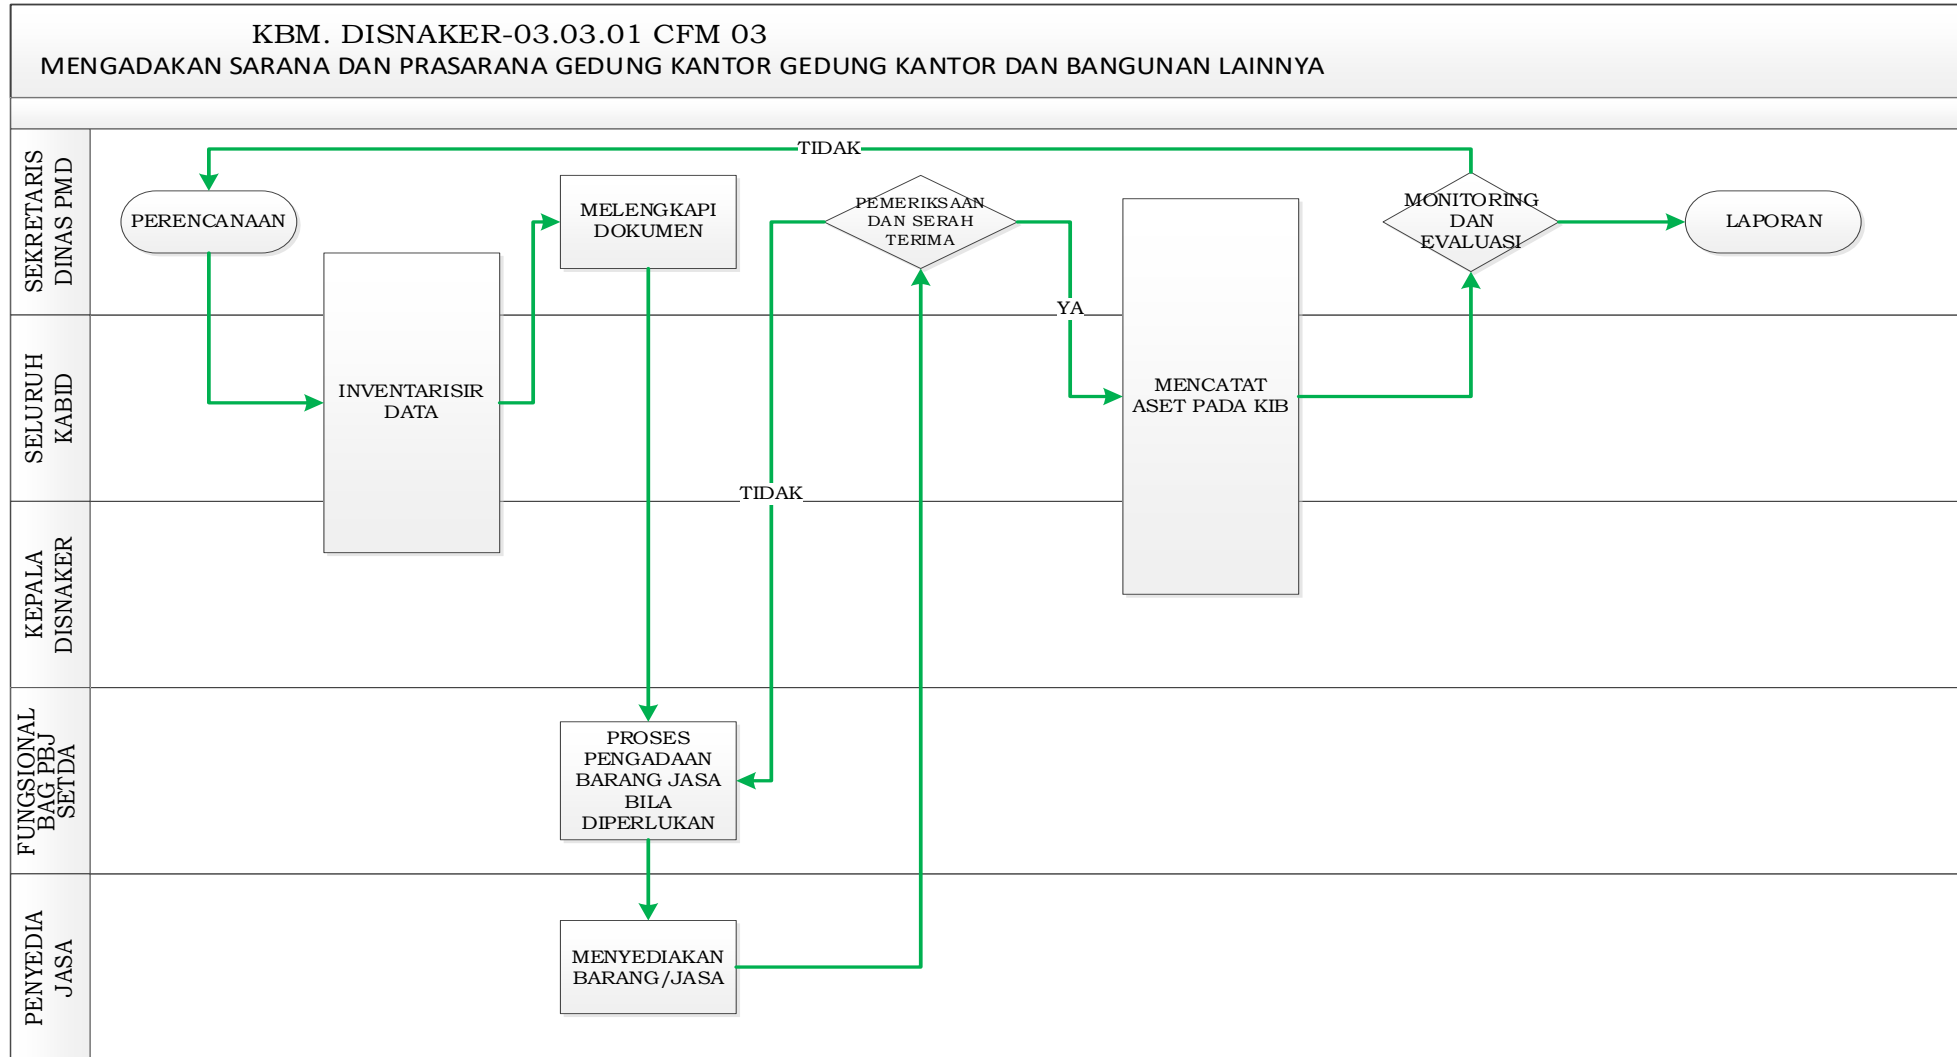 KBM. DISNAKER-03.03.01 CFM 03
MENGADAKAN SARANA DAN PRASARANA GEDUNG KANTOR GEDUNG KANTOR DAN BANGUNAN LAINNYA
SEKRETARIS
DINAS PMD
TIDAK
PERENCANAAN
MELENGKAPI
DOKUMEN
PEMERIKSAAN
DAN SERAH
TERIMA
MONITORING
DAN
EVALUASI
LAPORAN
YA
SELURUH
KABID
INVENTARISIR
DATA
MENCATAT
ASET PADA KIB
TIDAK
KEPALA
DISNAKER
FUNGSIONAL
BAG PBJ
SETDA
PROSES
PENGADAAN
BARANG JASA
BILA
DIPERLUKAN
PENYEDIA
JASA
MENYEDIAKAN
BARANG/JASA